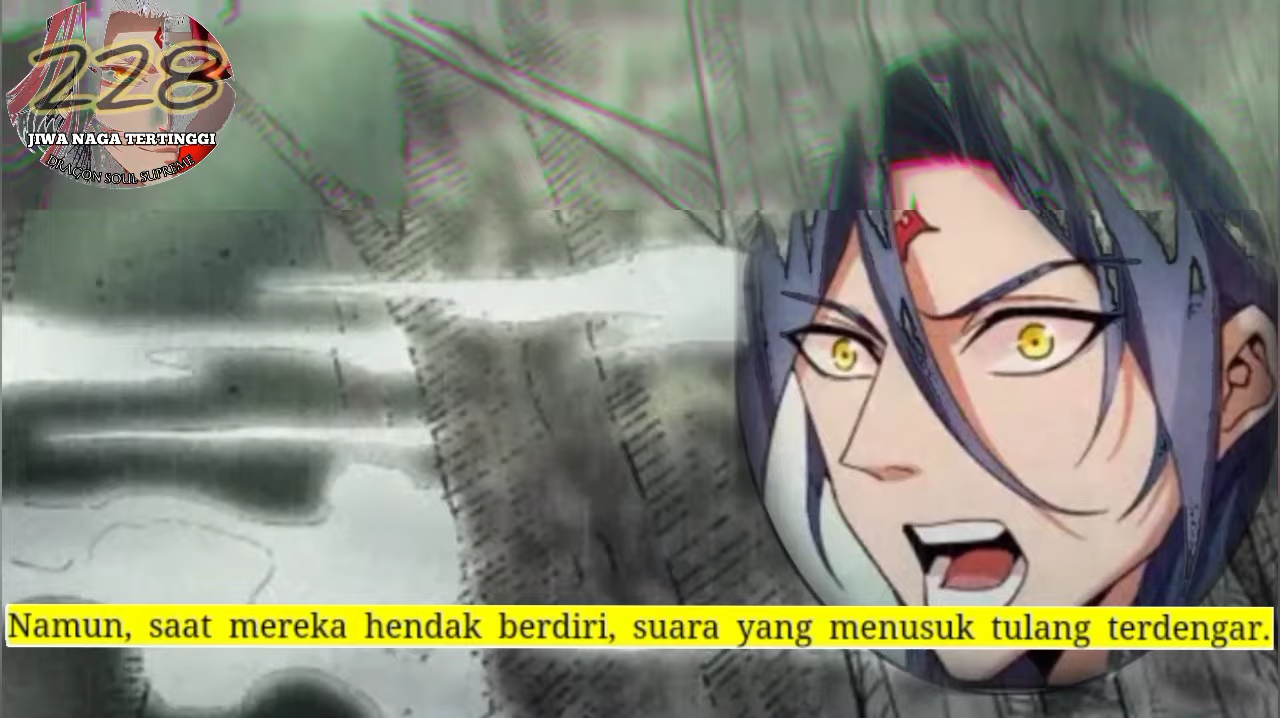 228
JIWA NAGA TERTINGGI
DRAGON SOUL SUPREME
Namun, saat mereka hendak berdiri, suara yang menusuk tulang terdengar.